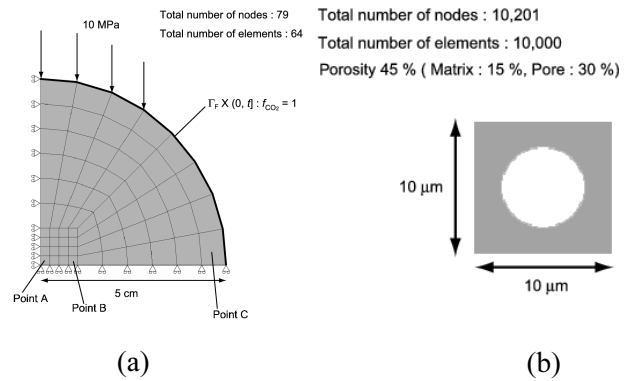 Total number of nodes : 79
Total number of elements : 64
10 MPa
ΓF X (0, t] : fCO₂ = 1
Point A
Point B
5 cm
Point C
(a)
Total number of nodes : 10,201
Total number of elements : 10,000
Porosity 45 % ( Matrix : 15 %, Pore : 30 %)
10 μm
10 μm
(b)